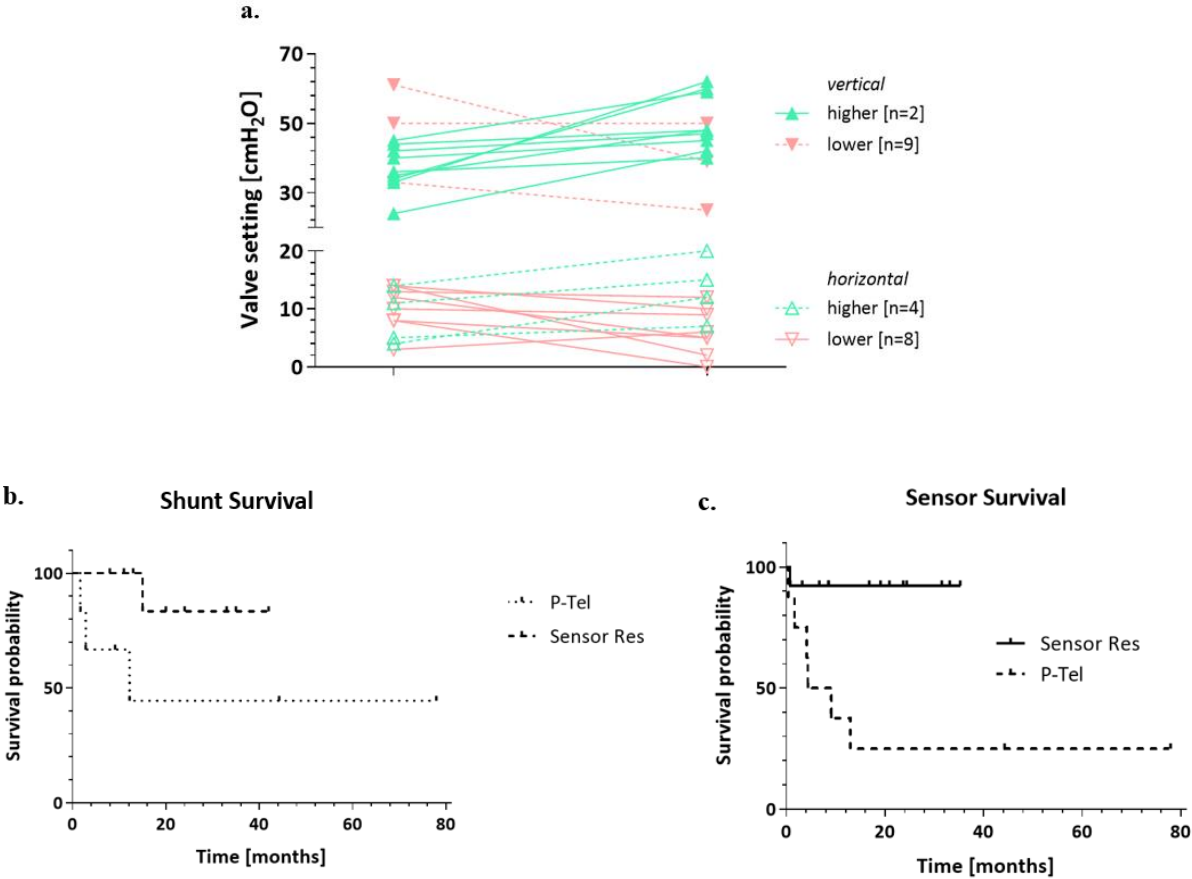 a.
Valve setting [cmH2O]
70
50
30
20
10
0
vertical
higher [n=2]
lower [n=9]
horizontal
higher [n=4]
lower [n=8]
b.
Shunt Survival
Survival probability
100
50
0
0 20 40 60 80
Time [months]
P-Tel
Sensor Res
c.
Sensor Survival
Survival probability
100
50
0
0 20 40 60 80
Time [months]
Sensor Res
P-Tel